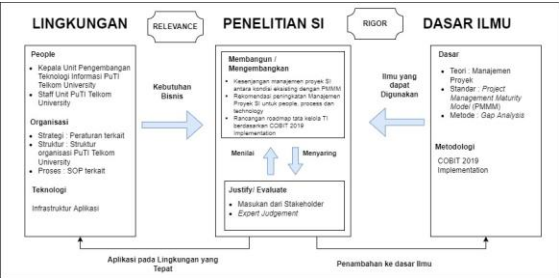 LINGKUNGAN
RELEVANCE
PENELITIAN SI
RIGOR
DASAR ILMU
People
• Kepala Unit Pengembangan
Teknologi Informasi PuTI
Telkom University
• Staff Unit PuTI Telkom
University
Organisasi
• Strategi : Peraturan terkait
• Struktur : Struktur
organisasi PuTI Telkom
University
• Proses : SOP terkait
Teknologi
Infrastruktur Aplikasi
Kebutuhan
Bisnis
Membangun /
Mengembangkan
• Kesenjangan manajemen proyek SI
antara kondisi eksisting dengan PMMM
• Rekomendasi peningkatan Manajemen
Proyek SI untuk people, process dan
technology
• Rancangan roadmap tata kelola TI
berdasarkan COBIT 2019
Implementation
Menilai
Menyaring
Justify/ Evaluate
• Masukan dari Stakeholder
• Expert Judgement
Ilmu yang
dapat
Digunakan
Dasar
• Teori : Manajemen
Proyek
• Standar : Project
Management Maturity
Model (PMMM)
• Metode : Gap Analysis
Metodologi
COBIT 2019
Implementation
Aplikasi pada Lingkungan yang
Tepat
Penambahan ke dasar Ilmu